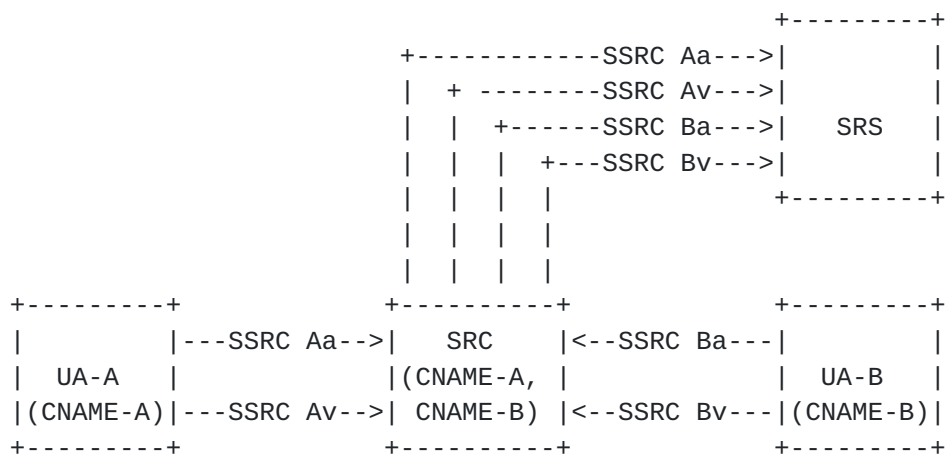 +---------+
+------------SSRC Aa--->|         |
|  + --------SSRC Av--->|         |
|  |  +------SSRC Ba--->|   SRS   |
|  |  |  +---SSRC Bv--->|         |
|  |  |  |              +---------+
|  |  |  |
|  |  |  |
+---------+             +----------+             +---------+
|         |---SSRC Aa-->|   SRC    |<--SSRC Ba---|         |
|  UA-A   |             |(CNAME-A, |             |  UA-B   |
|(CNAME-A)|---SSRC Av-->| CNAME-B) |<--SSRC Bv---|(CNAME-B)|
+---------+             +----------+             +---------+